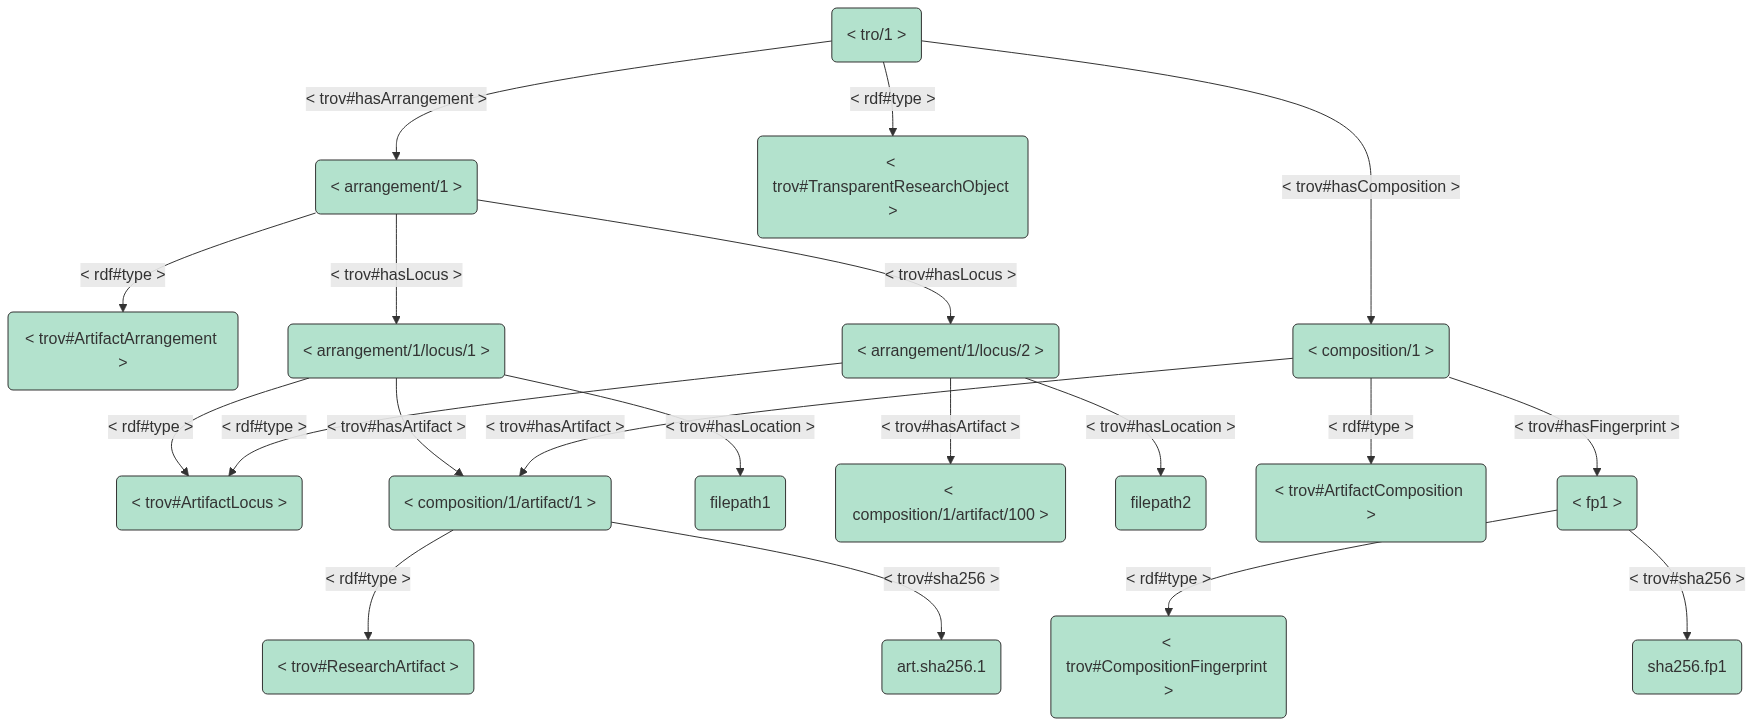 < tro/1 >
< trov#hasArrangement >
< rdf#type >
<
trov#TransparentResearchObject
>
< arrangement/1 >
< trov#hasComposition >
< rdf#type >
< trov#hasLocus >
< trov#hasLocus >
< trov#ArtifactArrangement
>
< arrangement/1/locus/1 >
< arrangement/1/locus/2 >
< composition/1 >
< rdf#type >
< rdf#type >
< trov#hasArtifact >
< trov#hasArtifact >
< trov#hasLocation >
< trov#hasArtifact >
< trov#hasLocation >
< rdf#type >
< trov#hasFingerprint >
< trov#ArtifactLocus >
< composition/1/artifact/1 >
filepath1
<
composition/1/artifact/100 >
filepath2
< trov#ArtifactComposition
>
< fp1 >
< rdf#type >
< trov#sha256 >
< rdf#type >
< trov#sha256 >
< trov#ResearchArtifact >
art.sha256.1
<
trov#CompositionFingerprint
>
sha256.fp1